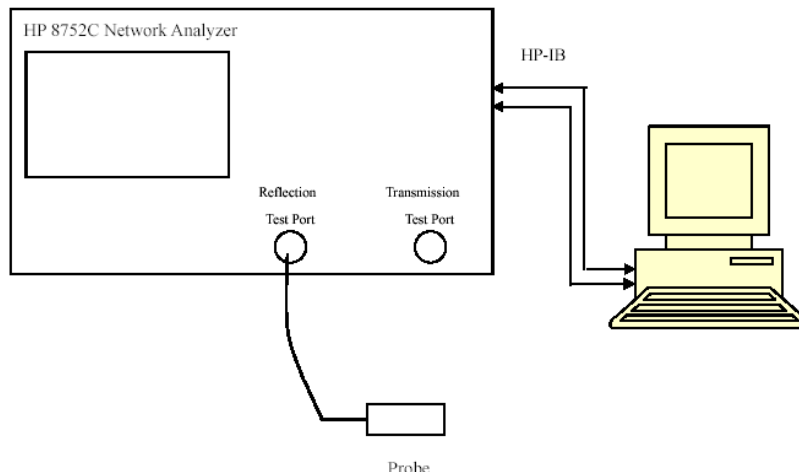 HP 8752C Network Analyzer
HP-IB
Reflection
Test Port
Transmission
Test Port
Probe